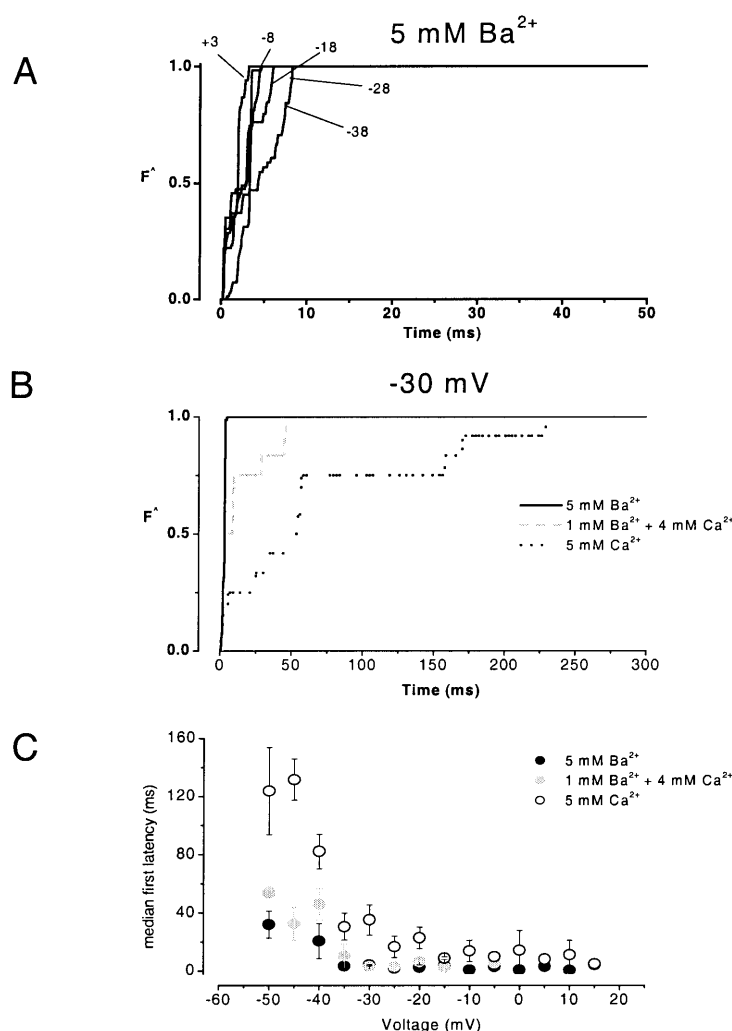 A
5 mM Ba²⁺
+3
-8
-18
-28
-38
1.0
F^
0.5
0.0
0 10 20 30 40 50
Time (ms)
B
-30 mV
1.0
F^
0.5
0.0
5 mM Ba²⁺
1 mM Ba²⁺ + 4 mM Ca²⁺
5 mM Ca²⁺
0 50 100 150 200 250 300
Time (ms)
C
160
120
80
40
0
median first latency (ms)
5 mM Ba²⁺
1 mM Ba²⁺ + 4 mM Ca²⁺
5 mM Ca²⁺
-60 -50 -40 -30 -20 -10 0 10 20
Voltage (mV)